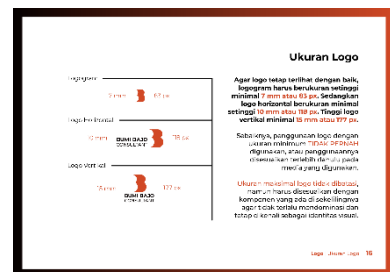 Ukuran Logo
Logogram
7 mm
83 px
Logo Horizontal
10 mm
BUMI BAJO
CONSULTANT
118 px
Logo Vertikal
15 mm
BUMI BAJO
CONSULTANT
177 px
Agar logo tetap terlihat dengan baik,
logogram harus berukuran setinggi
minimal 7 mm atau 83 px. Sedangkan
logo horizontal berukuran minimal
setinggi 10 mm atau 118 px. Tinggi logo
vertikal minimal 15 mm atau 177 px.
Sebaiknya, penggunaan logo dengan
ukuran minimum TIDAK PERNAH
digunakan, atau penggunaannya
disesuaikan terlebih dahulu pada
media yang digunakan.
Ukuran maksimal logo tidak dibatasi,
namun harus disesuaikan dengan
komponen yang ada di sekelilingnya
agar tidak terlalu mendominasi dan
tetap dikenali sebagai identitas visual.
Logo Ukuran Logo 16